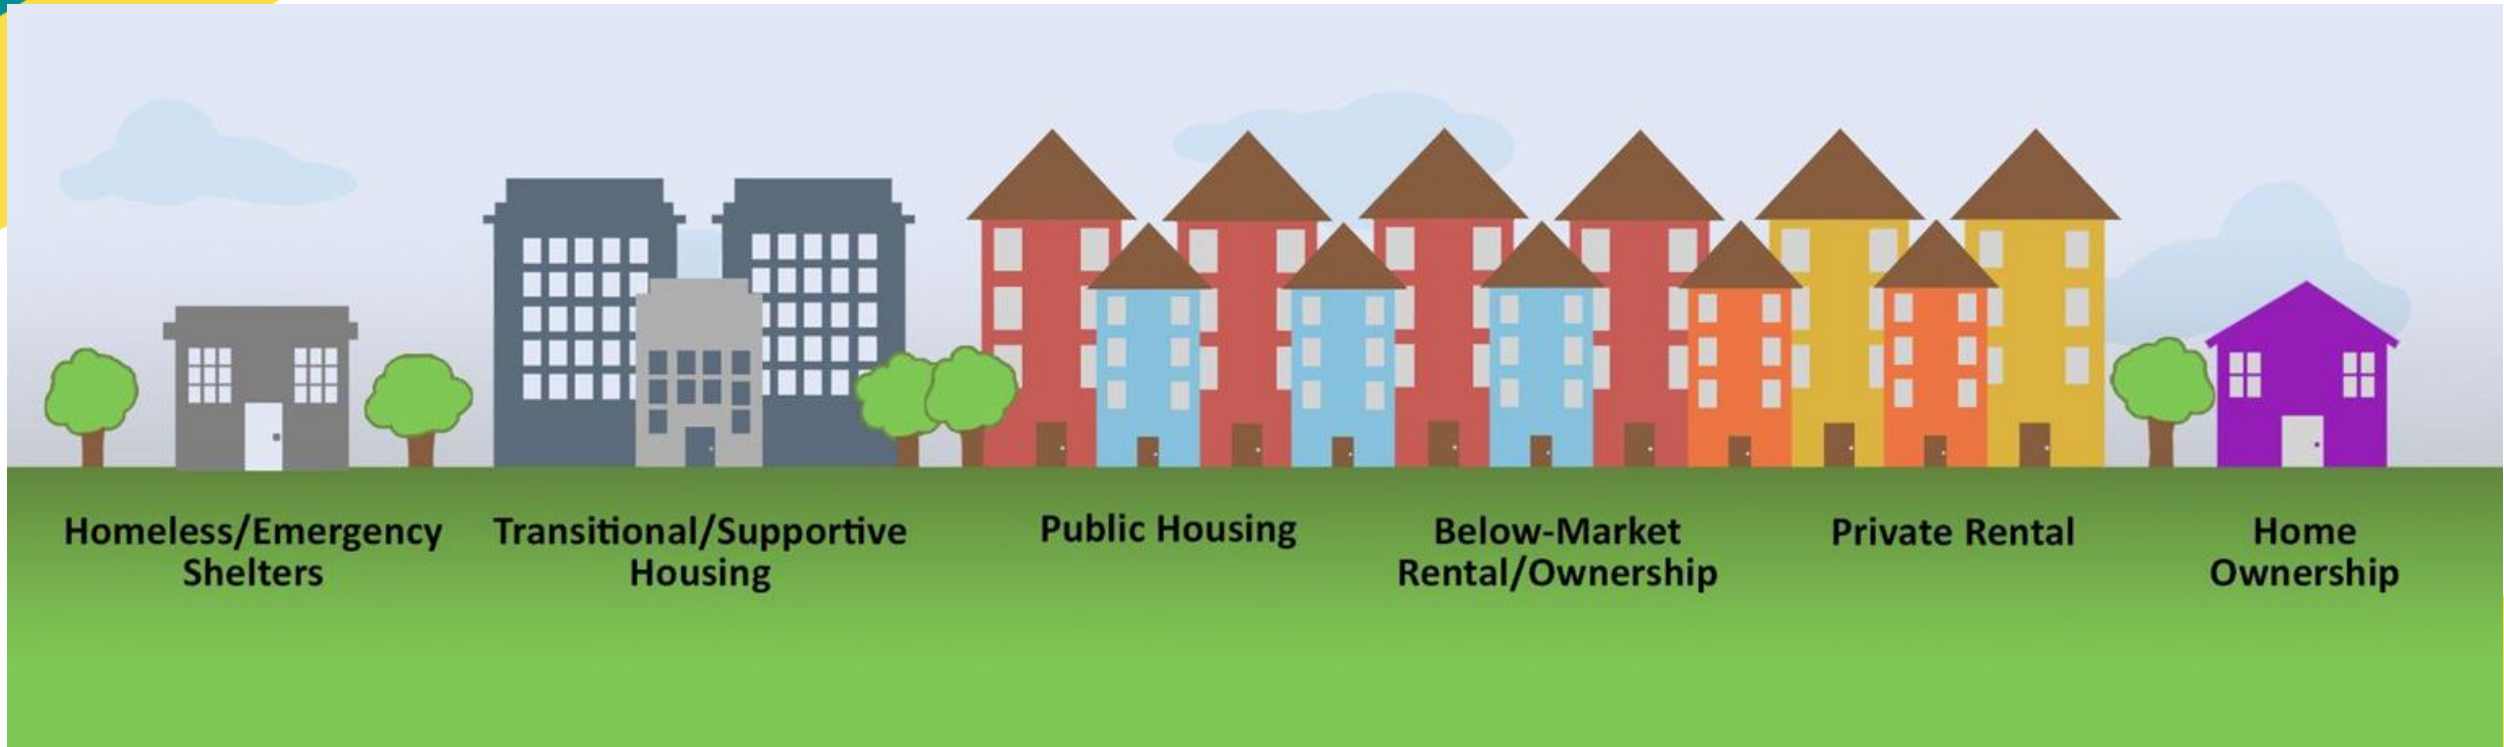 Homeless/Emergency
Shelters
Transitional/Supportive
Housing
Public Housing
Below-Market
Rental/Ownership
Private Rental
Home
Ownership